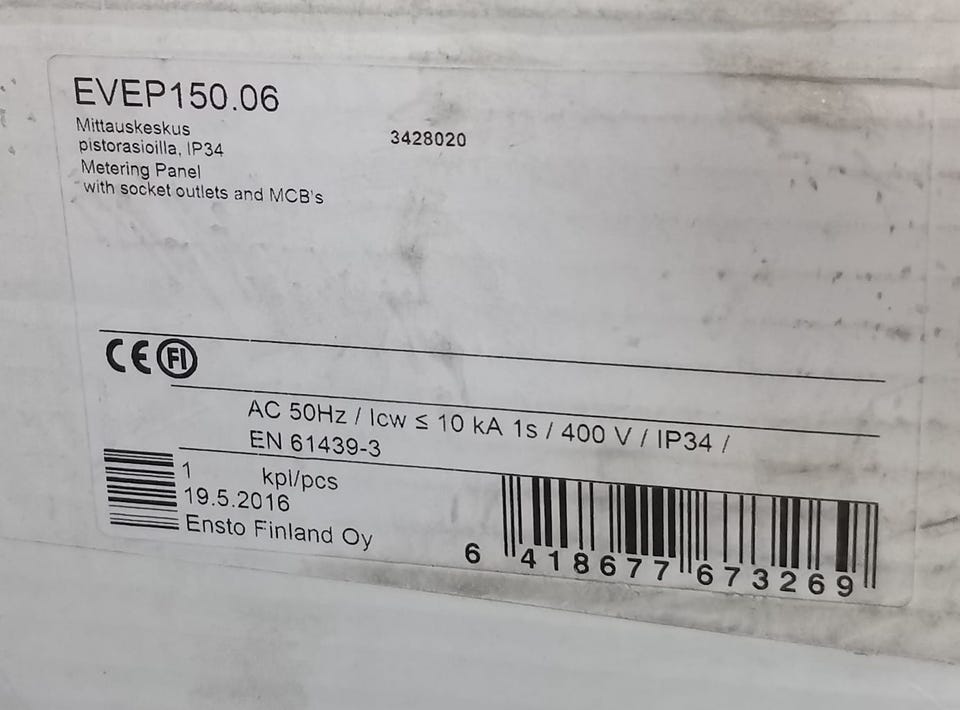 EVEP150.06
Mittauskeskus
pistorasioilla, IP34
3428020
Metering Panel
with socket outlets and MCB's
CE FI
AC 50Hz / Icw ≤ 10 kA 1s / 400 V / IP34 /
EN 61439-3
1 kpl/pcs
19.5.2016
Ensto Finland Oy
6 418677 673269